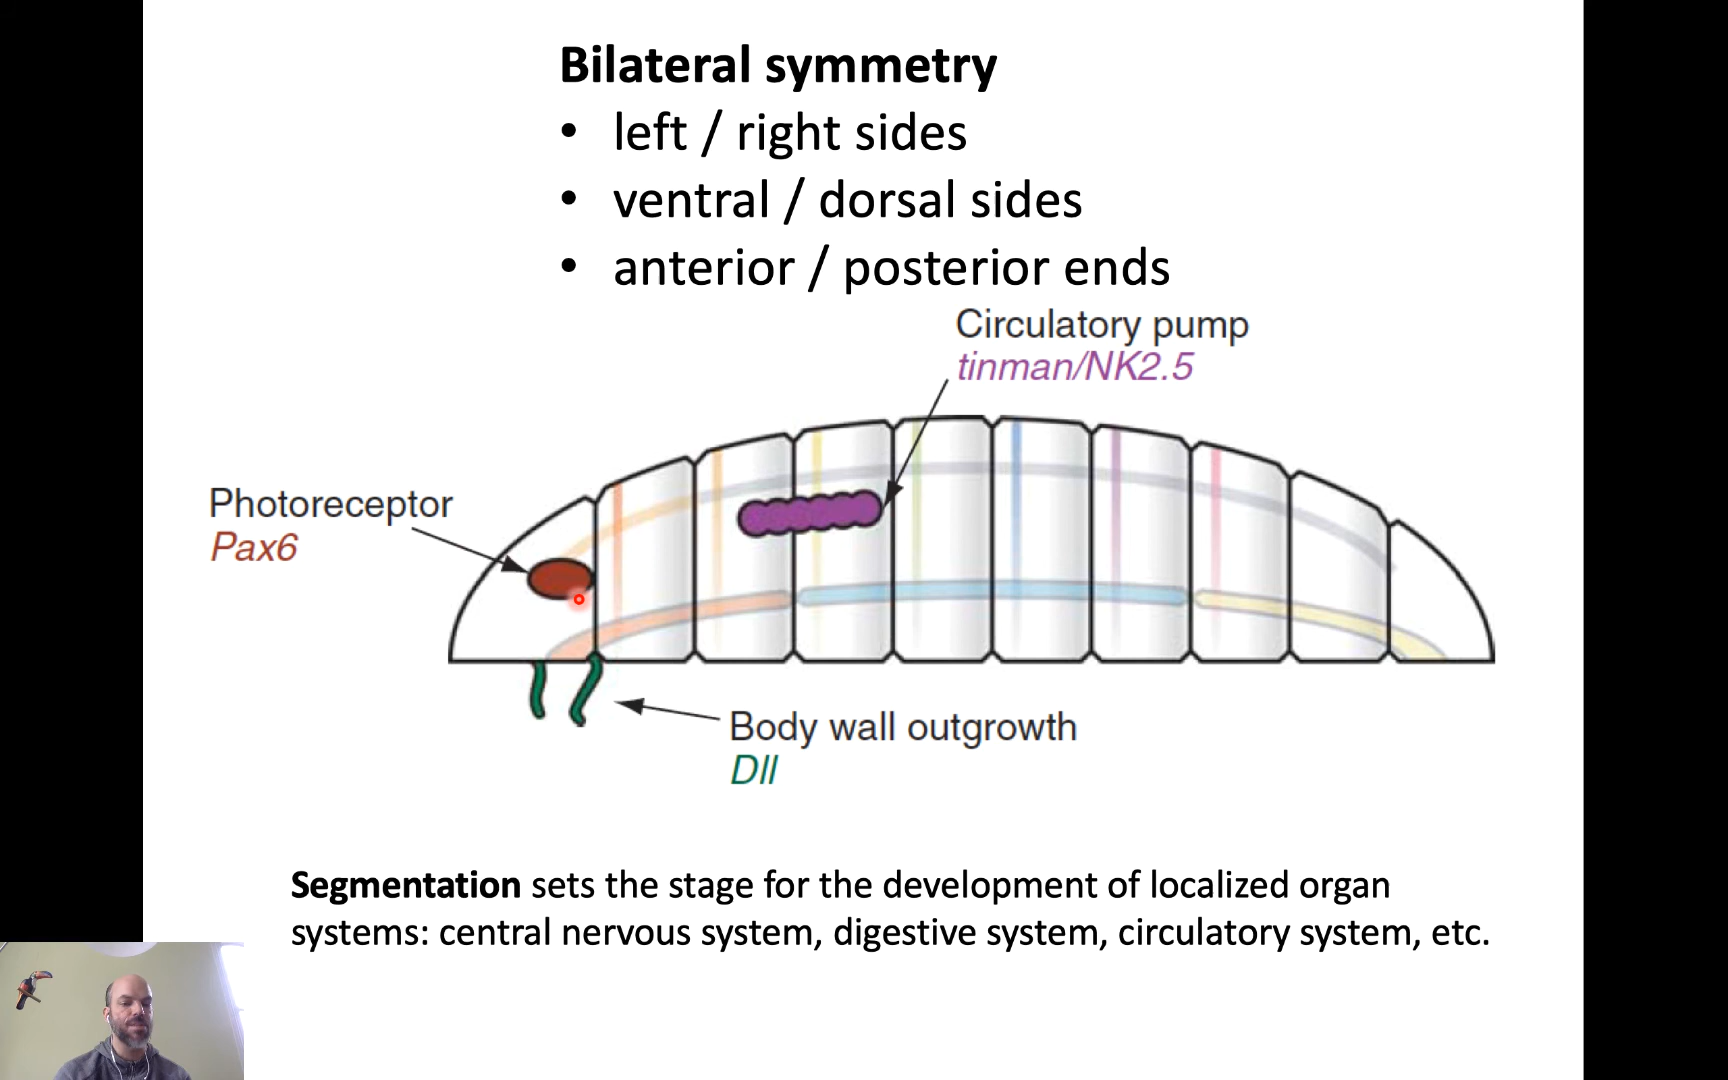 Bilateral symmetry
• left / right sides
• ventral / dorsal sides
• anterior / posterior ends
Circulatory pump
tinman/NK2.5
Photoreceptor
Pax6
Body wall outgrowth
Dll
Segmentation sets the stage for the development of localized organ
systems: central nervous system, digestive system, circulatory system, etc.